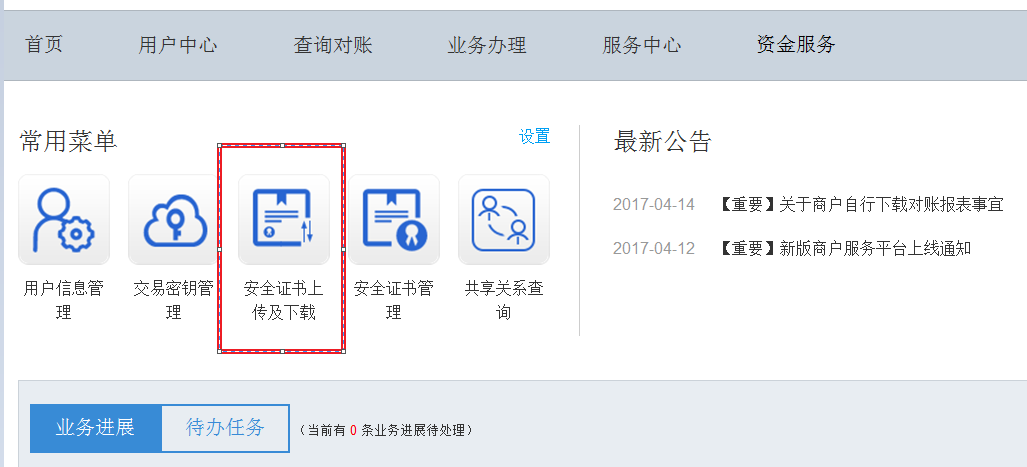 首页 用户中心 查询对账 业务办理 服务中心 资金服务
常用菜单 设置
用户信息管
理
交易密钥管
理
安全证书上
传及下载
安全证书管
理
共享关系查
询
最新公告
2017-04-14 【重要】关于商户自行下载对账报表事宜
2017-04-12 【重要】新版商户服务平台上线通知
业务进展 待办任务 （当前有 0 条业务进展待处理）